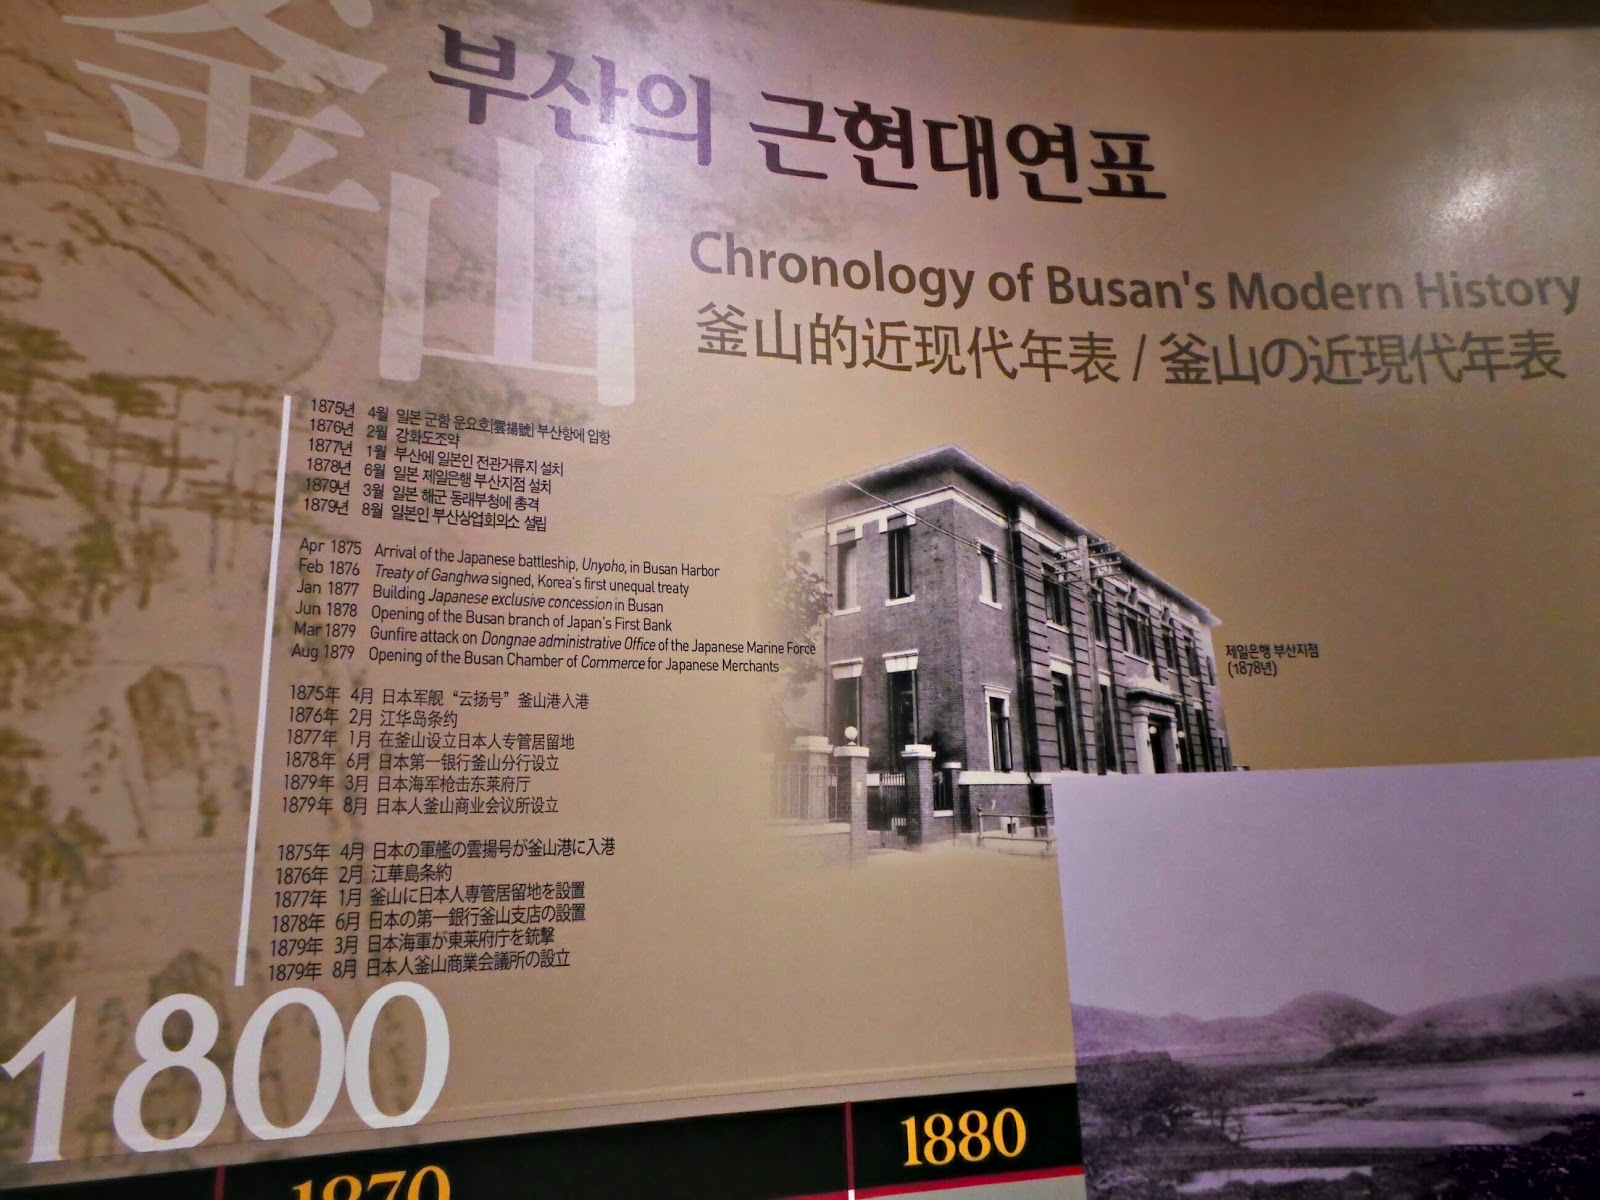 釜山
부산의 근현대연표
Chronology of Busan's Modern History
釜山的近现代年表 / 釜山の近現代年表
1875년 4월 일본 군함 운요호[雲揚號] 부산항에 입항
1876년 2월 강화도조약
1877년 1월 부산에 일본인 전관거류지 설치
1878년 6월 일본 제일은행 부산지점 설치
1879년 3월 일본 해군 동래부청에 총격
1879년 8월 일본인 부산상업회의소 설립
Apr 1875 Arrival of the Japanese battleship, Unyoho, in Busan Harbor
Feb 1876 Treaty of Ganghwa signed, Korea's first unequal treaty
Jan 1877 Building Japanese exclusive concession in Busan
Jun 1878 Opening of the Busan branch of Japan's First Bank
Mar 1879 Gunfire attack on Dongnae administrative Office of the Japanese Marine Force
Aug 1879 Opening of the Busan Chamber of Commerce for Japanese Merchants
1875年 4月 日本军舰“云扬号”釜山港入港
1876年 2月 江华岛条约
1877年 1月 在釜山设立日本人专管居留地
1878年 6月 日本第一银行釜山分行设立
1879年 3月 日本海军枪击东莱府厅
1879年 8月 日本人釜山商业会议所设立
1875年 4月 日本の軍艦の雲揚号が釜山港に入港
1876年 2月 江華島条約
1877年 1月 釜山に日本人専管居留地を設置
1878年 6月 日本の第一銀行釜山支店の設置
1879年 3月 日本海軍が東莱府庁を銃撃
1879年 8月 日本人釜山商業会議所の設立
제일은행 부산지점
(1878년)
1800
1870
1880